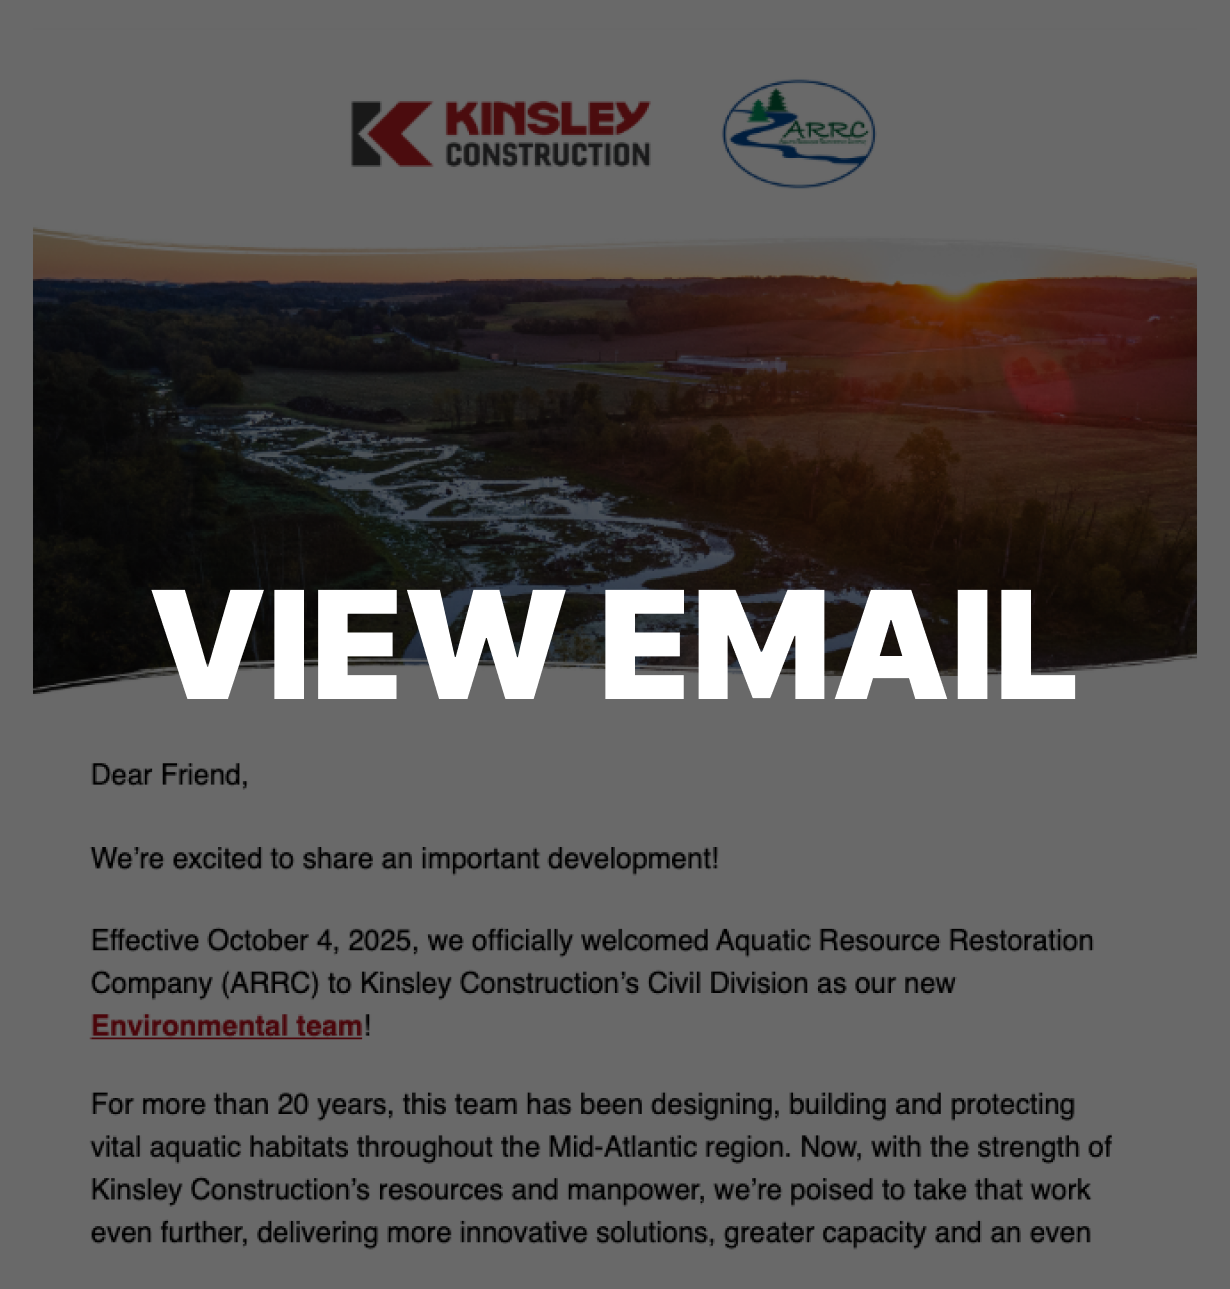 KINSLEY
CONSTRUCTION
ARRC
VIEW EMAIL
Dear Friend,
We’re excited to share an important development!
Effective October 4, 2025, we officially welcomed Aquatic Resource Restoration
Company (ARRC) to Kinsley Construction’s Civil Division as our new
Environmental team!
For more than 20 years, this team has been designing, building and protecting
vital aquatic habitats throughout the Mid-Atlantic region. Now, with the strength of
Kinsley Construction’s resources and manpower, we’re poised to take that work
even further, delivering more innovative solutions, greater capacity and an even